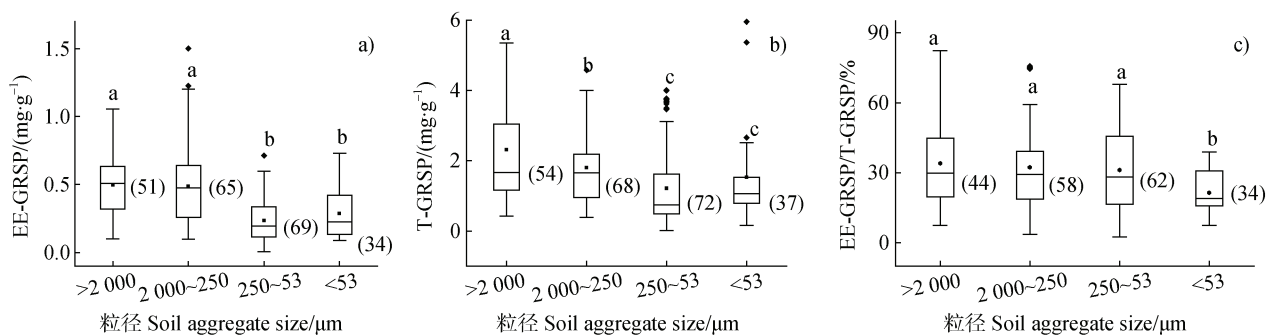 a)
EE-GRSP/(mg·g⁻¹)
1.5
1.0
0.5
0.0
a
a
b
b
(51)
(65)
(69)
(34)
>2 000
2 000~250
250~53
<53
粒径 Soil aggregate size/μm
b)
T-GRSP/(mg·g⁻¹)
6
4
2
0
a
b
c
c
(54)
(68)
(72)
(37)
>2 000
2 000~250
250~53
<53
粒径 Soil aggregate size/μm
c)
EE-GRSP/T-GRSP/%
90
60
30
0
a
a
a
b
(44)
(58)
(62)
(34)
>2 000
2 000~250
250~53
<53
粒径 Soil aggregate size/μm